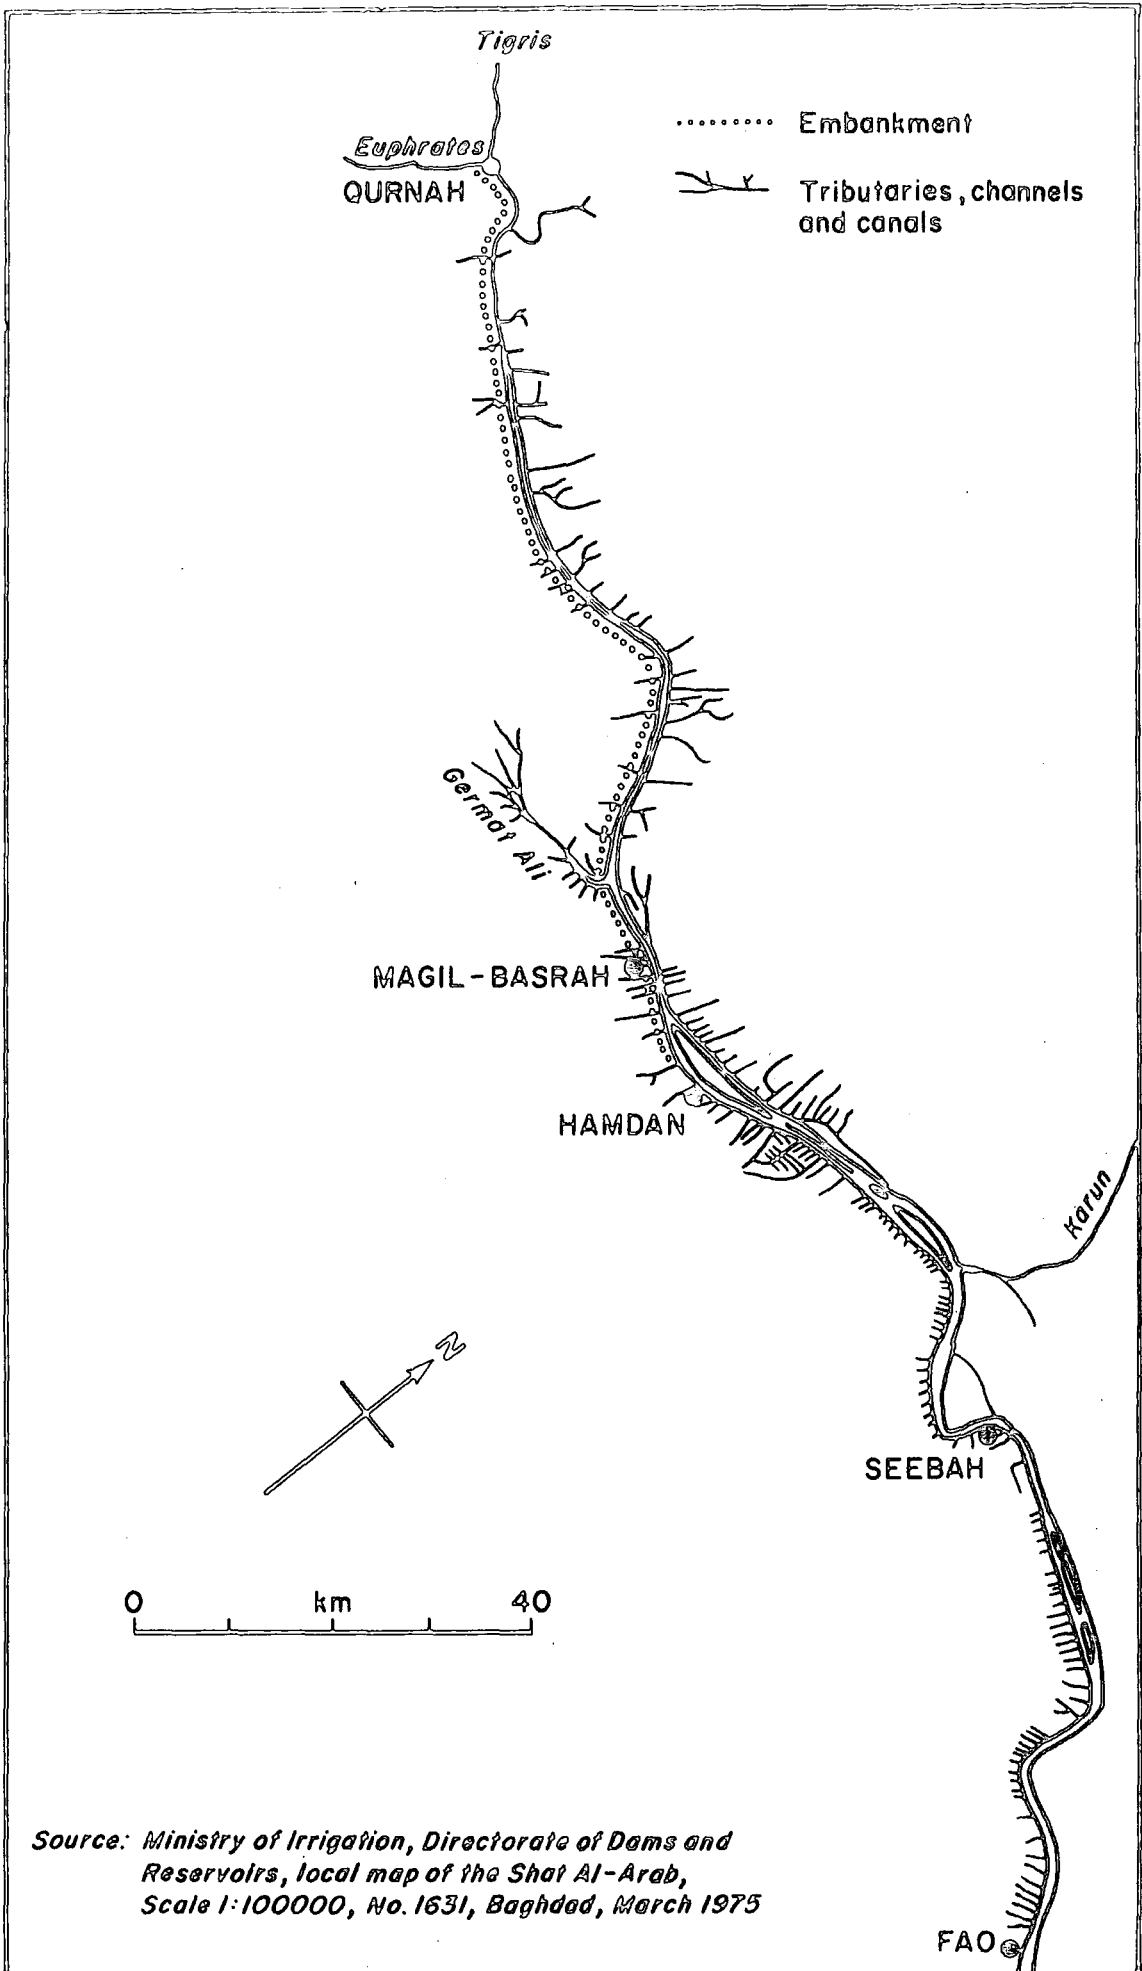 Tigris
Embankment
Euphrates
QURNAH
Tributaries, channels
and canals
Germat Ali
MAGIL-BASRAH
HAMDAN
Karun
N
SEEBAH
0 km 40
Source: Ministry of Irrigation, Directorate of Dams and
Reservoirs, local map of the Shat Al-Arab,
Scale 1:100000, No. 1631, Baghdad, March 1975
FAO